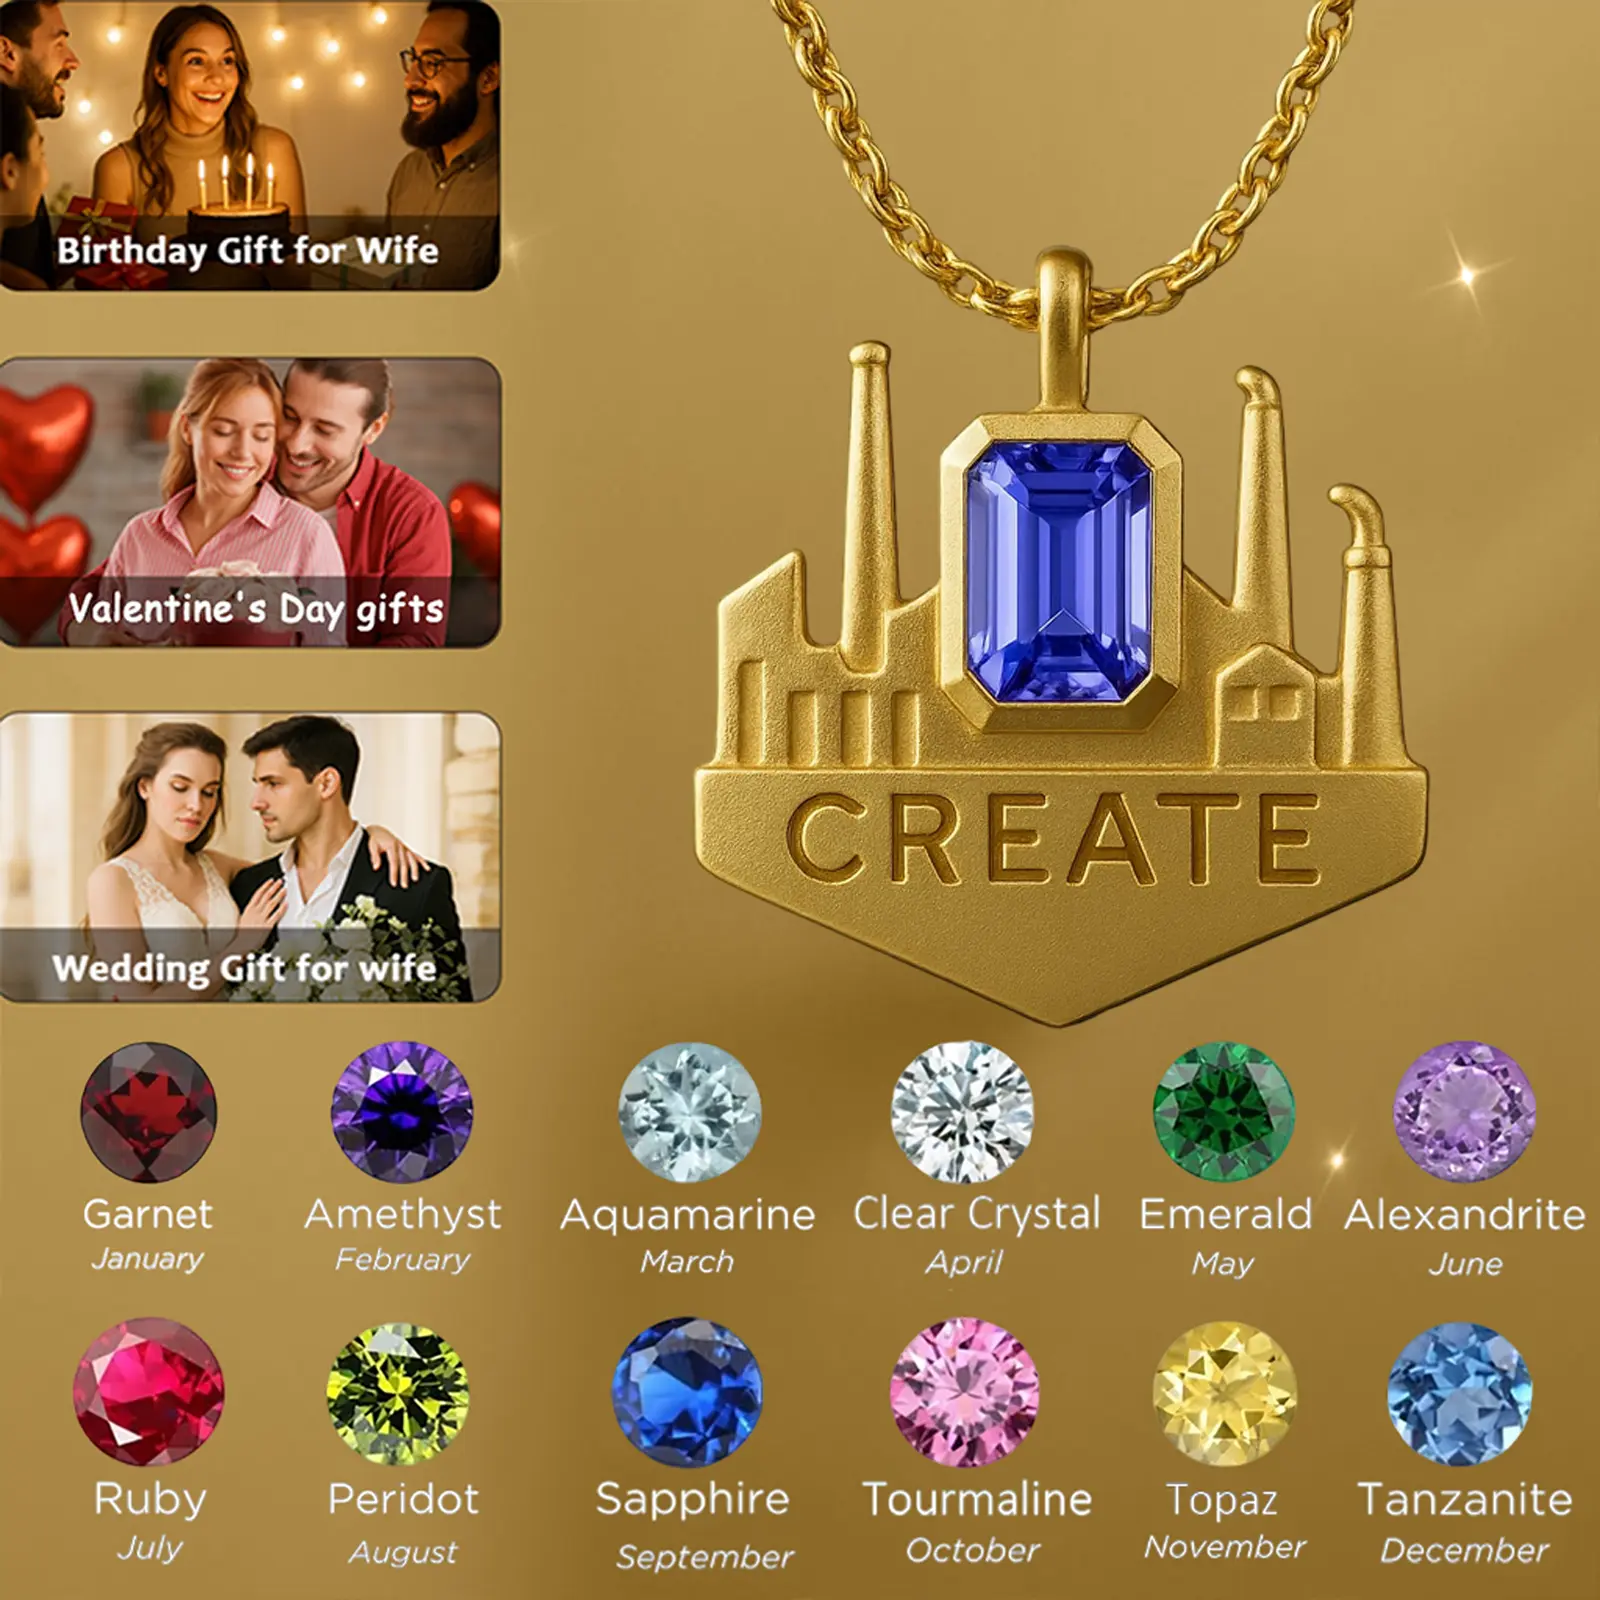 Birthday Gift for Wife
Valentine's Day gifts
Wedding Gift for wife
CREATE
Garnet
January
Amethyst
February
Aquamarine
March
Clear Crystal
April
Emerald
May
Alexandrite
June
Ruby
July
Peridot
August
Sapphire
September
Tourmaline
October
Topaz
November
Tanzanite
December